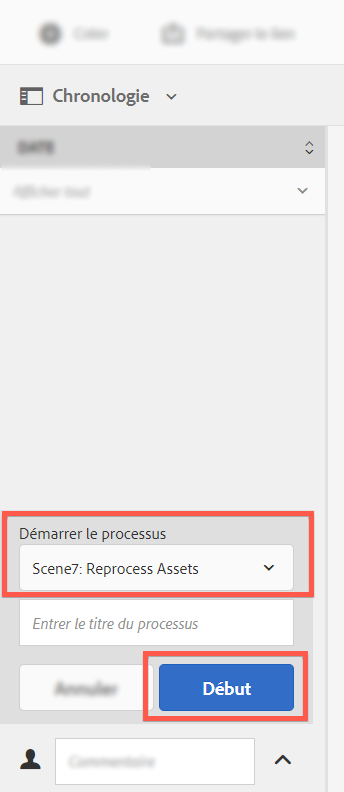 Créer
Partager le lien
Chronologie
DATE
Afficher tout
Démarrer le processus
Scene7: Reprocess Assets
Entrer le titre du processus
Annuler
Début
Commentaire